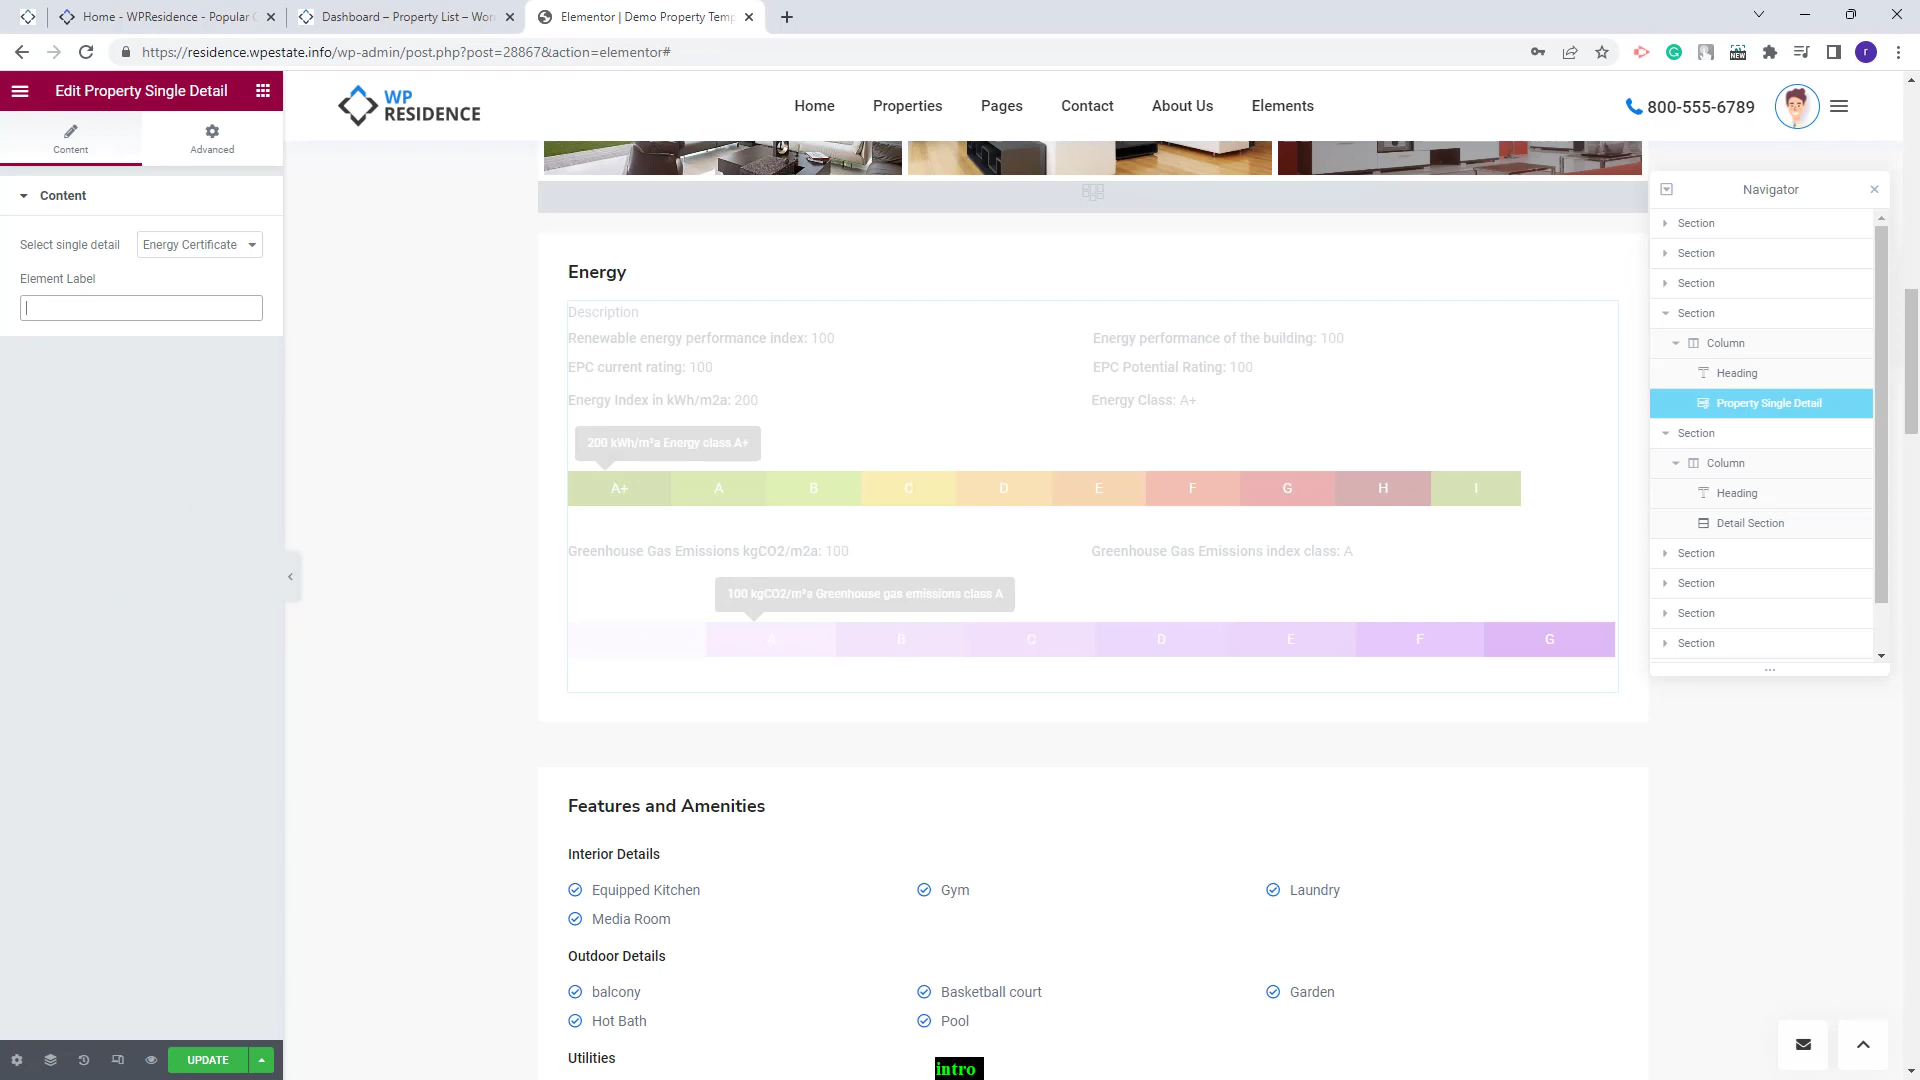 Home - WPResidence - Popular
Dashboard – Property List – Wor
Elementor | Demo Property Temp
https://residence.wpestate.info/wp-admin/post.php?post=28867&action=elementor#
NEW
r
Edit Property Single Detail
Content
Advanced
Content
Select single detail
Energy Certificate
Element Label
UPDATE
WP
RESIDENCE
Home
Properties
Pages
Contact
About Us
Elements
800-555-6789
Energy
Description
Renewable energy performance index: 100
Energy performance of the building: 100
EPC current rating: 100
EPC Potential Rating: 100
Energy Index in kWh/m2a: 200
Energy Class: A+
200 kWh/m²a Energy class A+
A+ A B C D E F G H I
Greenhouse Gas Emissions kgCO2/m2a: 100
Greenhouse Gas Emissions index class: A
100 kgCO2/m²a Greenhouse gas emissions class A
A B C D E F G
Features and Amenities
Interior Details
Equipped Kitchen
Gym
Laundry
Media Room
Outdoor Details
balcony
Basketball court
Garden
Hot Bath
Pool
Utilities
intro
Navigator
Section
Section
Section
Section
Column
Heading
Property Single Detail
Section
Column
Heading
Detail Section
Section
Section
Section
Section